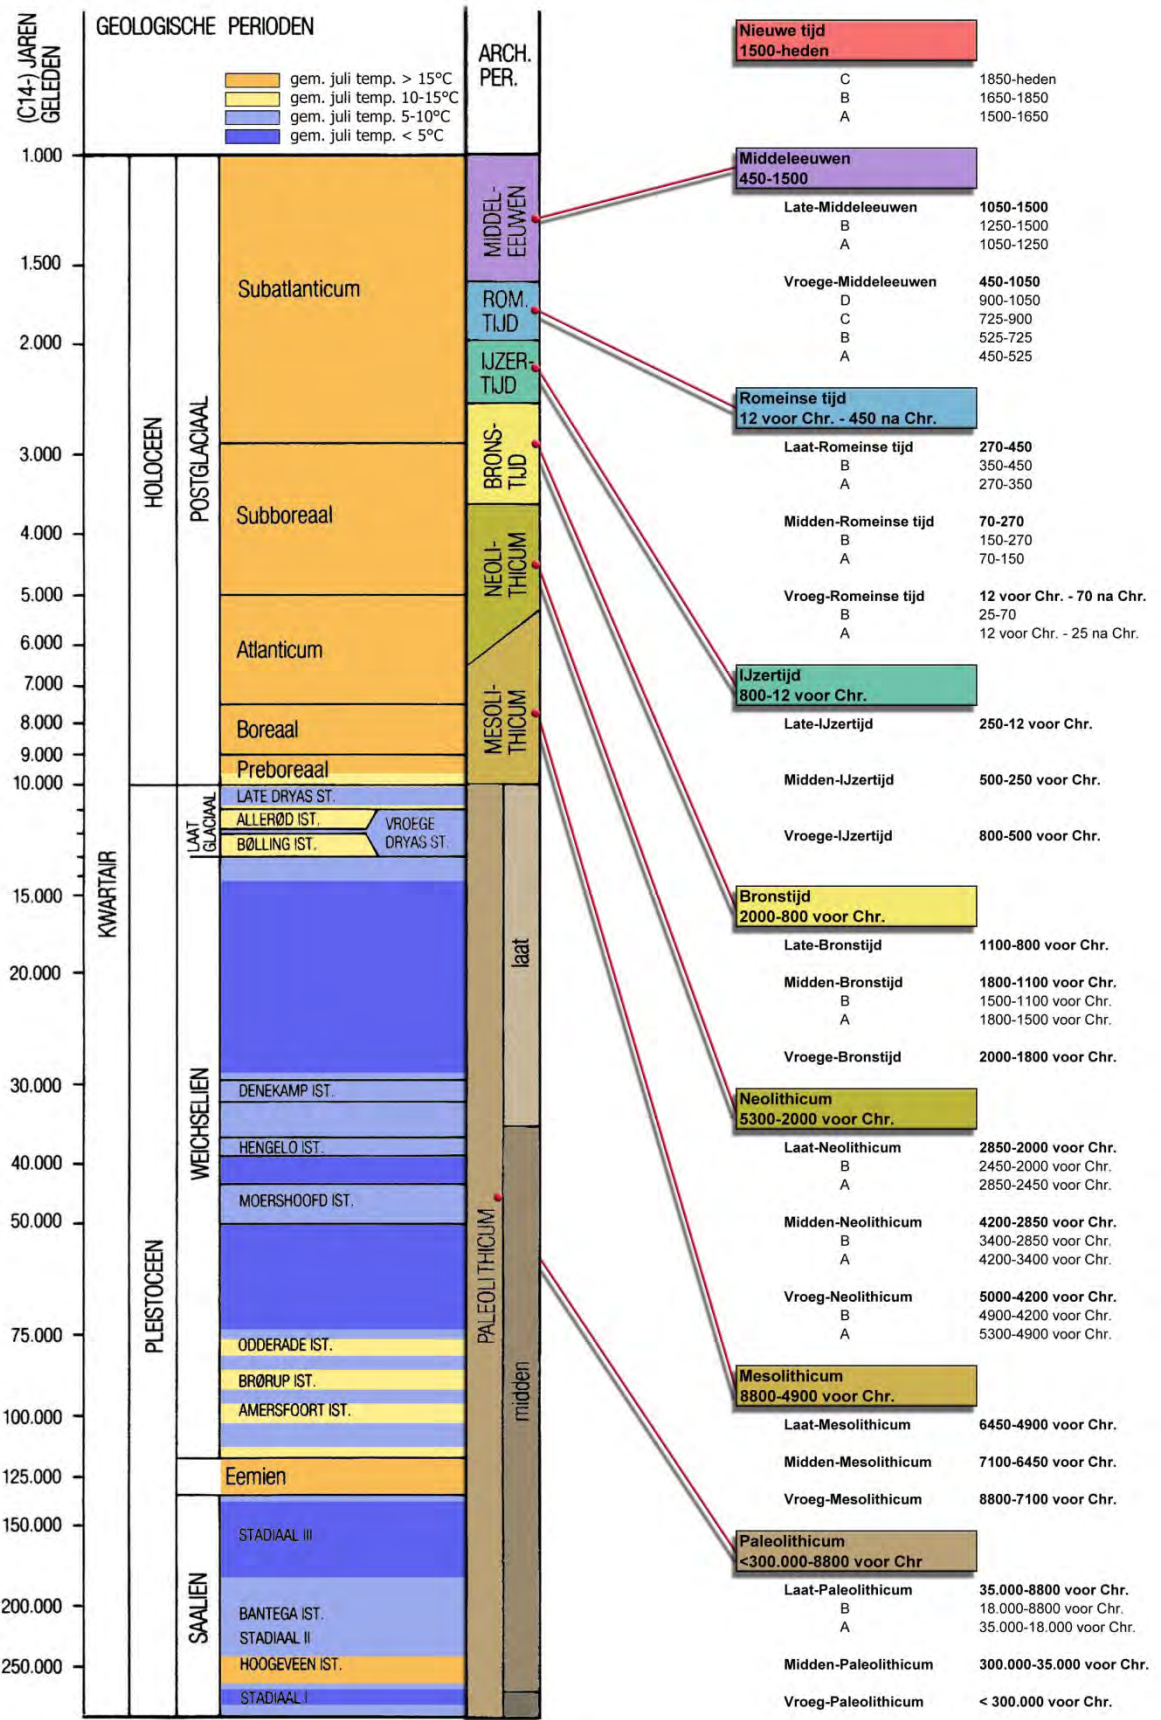 GEOLOGISCHE PERIODEN
(C14-) JAREN
GELEDEN
gem. juli temp. > 15°C
gem. juli temp. 10-15°C
gem. juli temp. 5-10°C
gem. juli temp. < 5°C
ARCH.
PER.
1.000
1.500
2.000
3.000
4.000
5.000
6.000
7.000
8.000
9.000
10.000
15.000
20.000
30.000
40.000
50.000
75.000
100.000
125.000
150.000
200.000
250.000
KWARTAIR
HOLOCEEN
PLEISTOCEEN
POSTGLACIAAL
LAAT
GLACIAAL
WEICHSELIEN
SAALIEN
Subatlanticum
Subboreaal
Atlanticum
Boreaal
Preboreaal
LATE DRYAS ST.
ALLERØD IST.
VROEGE
DRYAS ST.
BØLLING IST.
DENEKAMP IST.
HENGELO IST.
MOERSHOOFD IST.
ODDERADE IST.
BRØRUP IST.
AMERSFOORT IST.
Eemien
STADIAAL III
BANTEGA IST.
STADIAAL II
HOOGEVEEN IST.
STADIAAL I
MIDDEL-
EEUWEN
ROM.
TIJD
IJZER-
TIJD
BRONS-
TIJD
NEOLI-
THICUM
MESOLI-
THICUM
PALEOLITHICUM
laat
midden
Nieuwe tijd
1500-heden
C 1850-heden
B 1650-1850
A 1500-1650
Middeleeuwen
450-1500
Late-Middeleeuwen 1050-1500
B 1250-1500
A 1050-1250
Vroege-Middeleeuwen 450-1050
D 900-1050
C 725-900
B 525-725
A 450-525
Romeinse tijd
12 voor Chr. - 450 na Chr.
Laat-Romeinse tijd 270-450
B 350-450
A 270-350
Midden-Romeinse tijd 70-270
B 150-270
A 70-150
Vroeg-Romeinse tijd 12 voor Chr. - 70 na Chr.
B 25-70
A 12 voor Chr. - 25 na Chr.
IJzertijd
800-12 voor Chr.
Late-IJzertijd 250-12 voor Chr.
Midden-IJzertijd 500-250 voor Chr.
Vroege-IJzertijd 800-500 voor Chr.
Bronstijd
2000-800 voor Chr.
Late-Bronstijd 1100-800 voor Chr.
Midden-Bronstijd 1800-1100 voor Chr.
B 1500-1100 voor Chr.
A 1800-1500 voor Chr.
Vroege-Bronstijd 2000-1800 voor Chr.
Neolithicum
5300-2000 voor Chr.
Laat-Neolithicum 2850-2000 voor Chr.
B 2450-2000 voor Chr.
A 2850-2450 voor Chr.
Midden-Neolithicum 4200-2850 voor Chr.
B 3400-2850 voor Chr.
A 4200-3400 voor Chr.
Vroeg-Neolithicum 5000-4200 voor Chr.
B 4900-4200 voor Chr.
A 5300-4900 voor Chr.
Mesolithicum
8800-4900 voor Chr.
Laat-Mesolithicum 6450-4900 voor Chr.
Midden-Mesolithicum 7100-6450 voor Chr.
Vroeg-Mesolithicum 8800-7100 voor Chr.
Paleolithicum
<300.000-8800 voor Chr
Laat-Paleolithicum 35.000-8800 voor Chr.
B 18.000-8800 voor Chr.
A 35.000-18.000 voor Chr.
Midden-Paleolithicum 300.000-35.000 voor Chr.
Vroeg-Paleolithicum < 300.000 voor Chr.